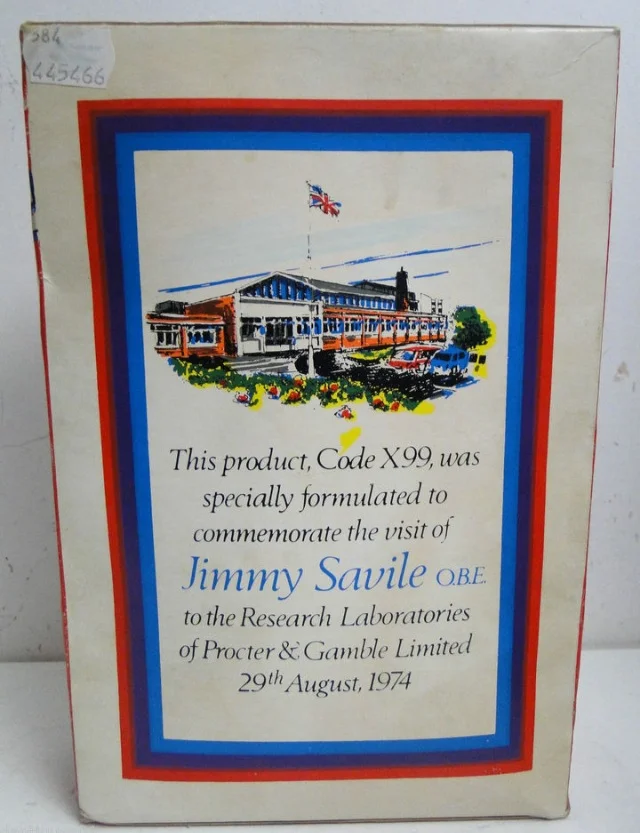 384
445466
This product, Code X99, was
specially formulated to
commemorate the visit of
Jimmy Savile O.B.E.
to the Research Laboratories
of Procter & Gamble Limited
29th August, 1974